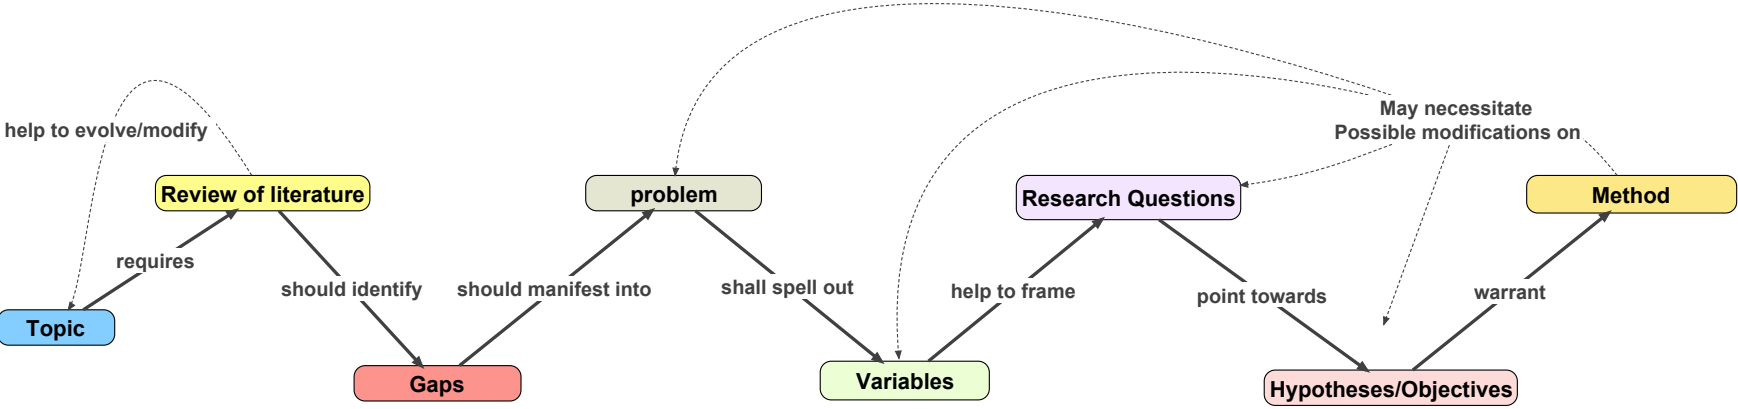 May necessitate
Possible modifications on
help to evolve/modify
Review of literature
problem
Research Questions
Method
requires
should identify
should manifest into
shall spell out
help to frame
point towards
warrant
Topic
Gaps
Variables
Hypotheses/Objectives